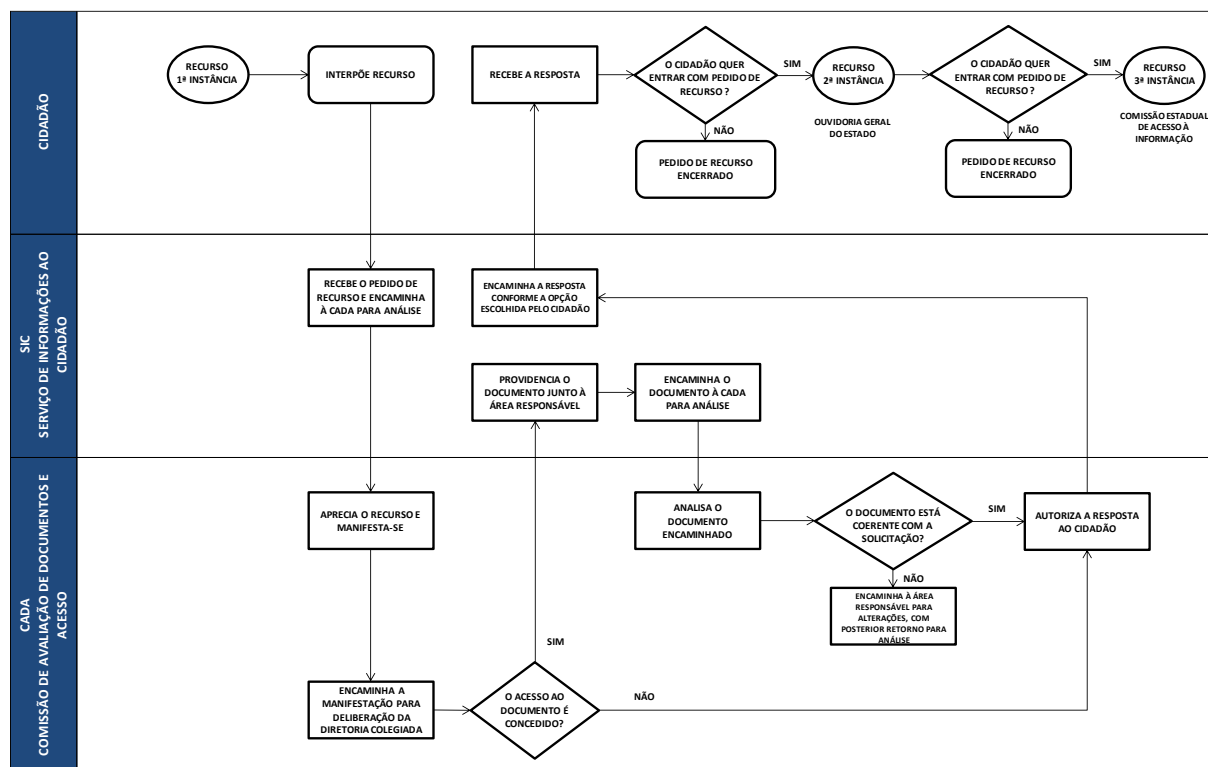 CIDADÃO
RECURSO
1ª INSTÂNCIA
INTERPÕE RECURSO
RECEBE A RESPOSTA
O CIDADÃO QUER
ENTRAR COM PEDIDO DE
RECURSO ?
SIM
NÃO
PEDIDO DE RECURSO
ENCERRADO
RECURSO
2ª INSTÂNCIA
OUVIDORIA GERAL
DO ESTADO
O CIDADÃO QUER
ENTRAR COM PEDIDO DE
RECURSO ?
SIM
NÃO
PEDIDO DE RECURSO
ENCERRADO
RECURSO
3ª INSTÂNCIA
COMISSÃO ESTADUAL
DE ACESSO À
INFORMAÇÃO
SIC
SERVIÇO DE INFORMAÇÕES AO
CIDADÃO
RECEBE O PEDIDO DE
RECURSO E ENCAMINHA
À CADA PARA ANÁLISE
ENCAMINHA A RESPOSTA
CONFORME A OPÇÃO
ESCOLHIDA PELO CIDADÃO
PROVIDENCIA O
DOCUMENTO JUNTO À
ÁREA RESPONSÁVEL
ENCAMINHA O
DOCUMENTO À CADA
PARA ANÁLISE
CADA
COMISSÃO DE AVALIAÇÃO DE DOCUMENTOS E
ACESSO
APRECIA O RECURSO E
MANIFESTA-SE
ANALISA O
DOCUMENTO
ENCAMINHADO
O DOCUMENTO ESTÁ
COERENTE COM A
SOLICITAÇÃO?
SIM
NÃO
AUTORIZA A RESPOSTA
AO CIDADÃO
ENCAMINHA À ÁREA
RESPONSÁVEL PARA
ALTERAÇÕES, COM
POSTERIOR RETORNO PARA
ANÁLISE
ENCAMINHA A
MANIFESTAÇÃO PARA
DELIBERAÇÃO DA
DIRETORIA COLEGIADA
O ACESSO AO
DOCUMENTO É
CONCEDIDO?
SIM
NÃO